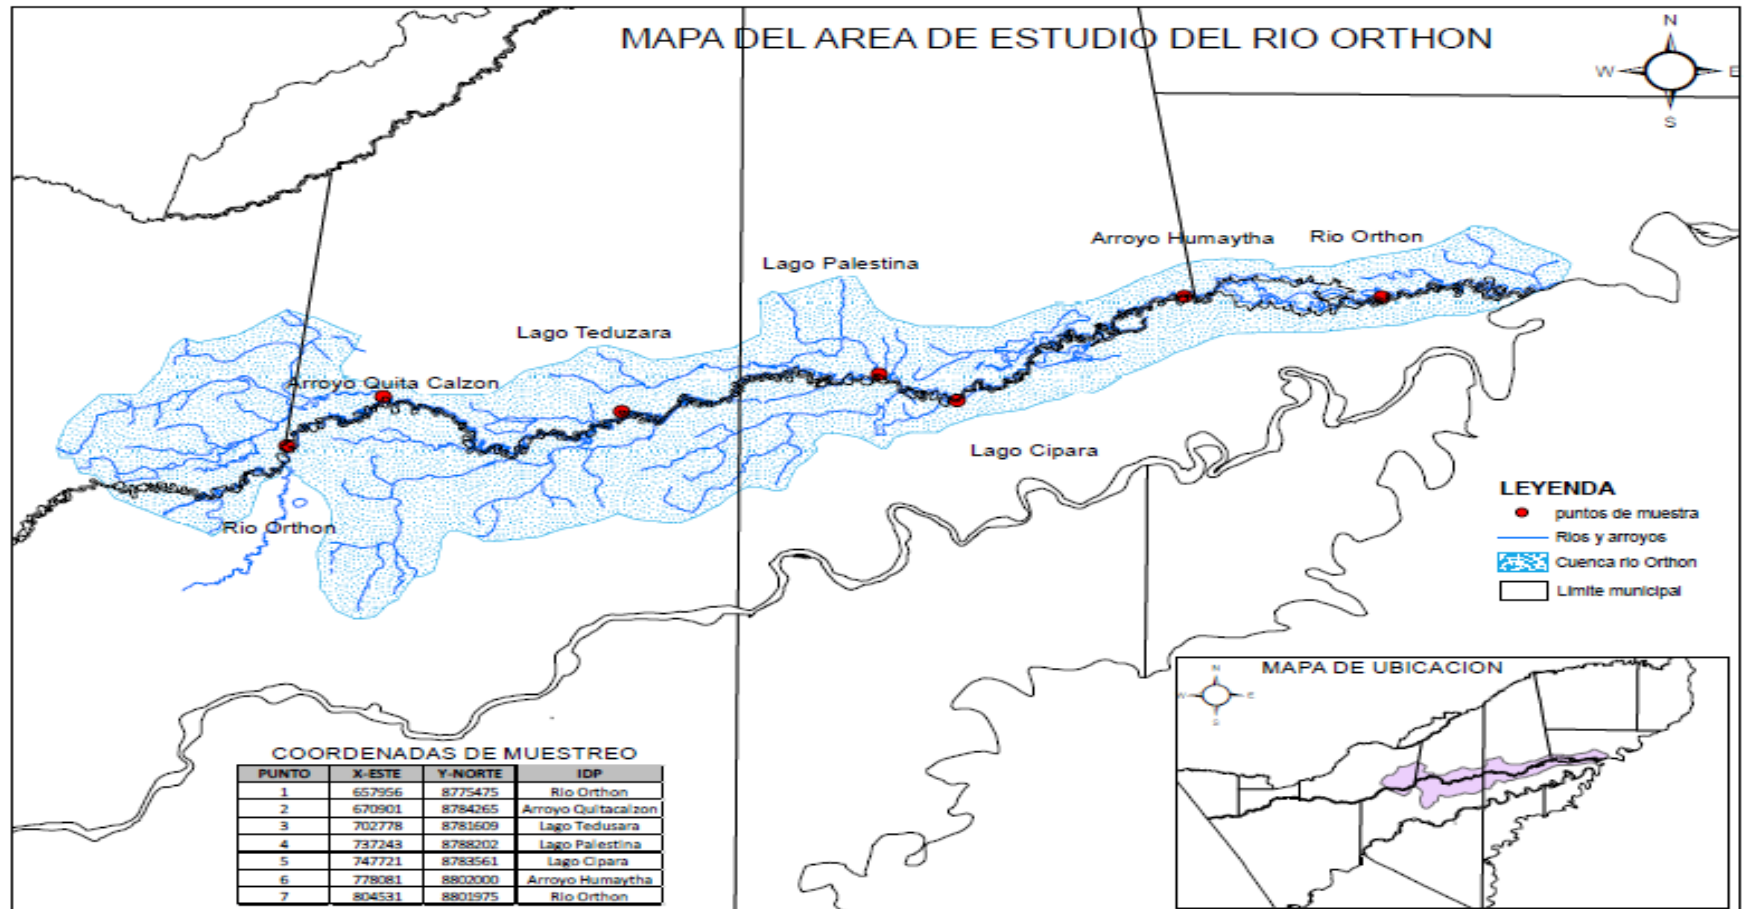 MAPA DEL AREA DE ESTUDIO DEL RIO ORTHON
N
W E
S
Arroyo Humaytha Rio Orthon
Lago Palestina
Lago Teduzara
Arroyo Quita Calzon
Lago Cipara
Rio Orthon
LEYENDA
puntos de muestra
Rios y arroyos
Cuenca rio Orthon
Limite municipal
MAPA DE UBICACION
N
W E
S
COORDENADAS DE MUESTREO
PUNTO X-ESTE Y-NORTE IDP
1 657956 8775475 Rio Orthon
2 670901 8784265 Arroyo Quitacalzon
3 702778 8781609 Lago Tedusara
4 737243 8788202 Lago Palestina
5 747721 8783561 Lago Cipara
6 778081 8802000 Arroyo Humaytha
7 804531 8801975 Rio Orthon